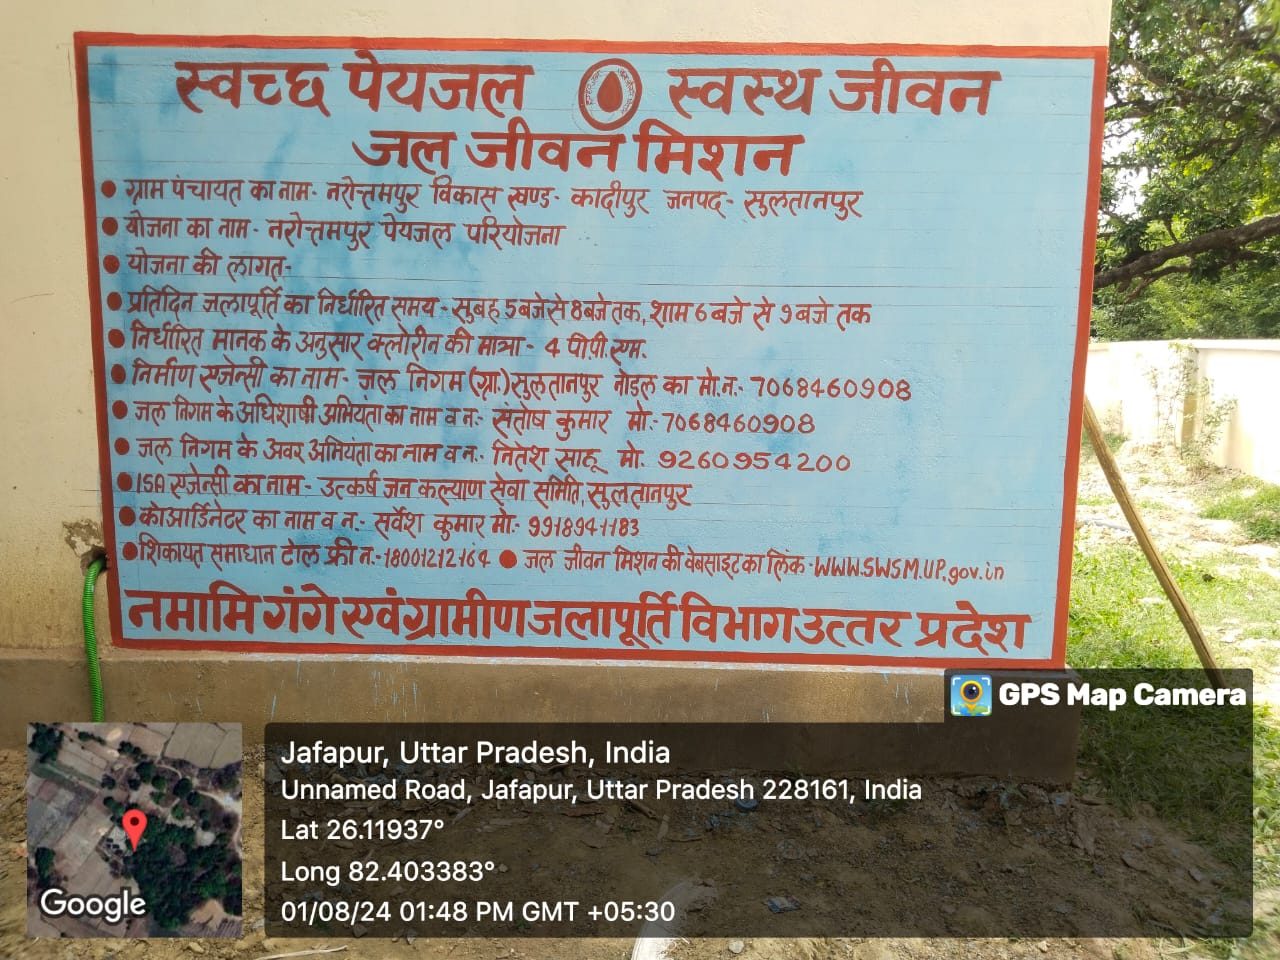 स्वच्छ पेयजल स्वस्थ जीवन
जल जीवन मिशन
• ग्राम पंचायत का नाम- नरोत्तमपुर विकास खण्ड- कादीपुर जनपद- सुलतानपुर
• योजना का नाम- नरोत्तमपुर पेयजल परियोजना
• योजना की लागत-
• प्रतिदिन जलापूर्ति का निर्धारित समय- सुबह 5 बजे से 8 बजे तक, शाम 6 बजे से 9 बजे तक
• निर्धारित मानक के अनुसार क्लोरीन की मात्रा- 4 पी.पी.एम.
• निर्माण एजेन्सी का नाम- जल निगम (ग्रा.) सुलतानपुर नोडल का मो.न.- 7068460908
• जल निगम के अधिशाषी अभियंता का नाम व न.- संतोष कुमार मो.-7068460908
• जल निगम के अवर अभियंता का नाम व न.- नितेश साहू मो. 9260954200
• ISA एजेन्सी का नाम- उत्कर्ष जन कल्याण सेवा समिति, सुलतानपुर
• कोआर्डिनेटर का नाम व न.- सर्वेश कुमार मो.- 9918941183
• शिकायत समाधान टोल फ्री न.-18001212164 • जल जीवन मिशन की वेबसाइट का लिंक-WWW.SWSM.UP.gov.in
नमामि गंगे एवं ग्रामीण जलापूर्ति विभाग उत्तर प्रदेश
GPS Map Camera
Jafapur, Uttar Pradesh, India
Unnamed Road, Jafapur, Uttar Pradesh 228161, India
Lat 26.11937°
Long 82.403383°
01/08/24 01:48 PM GMT +05:30
Google